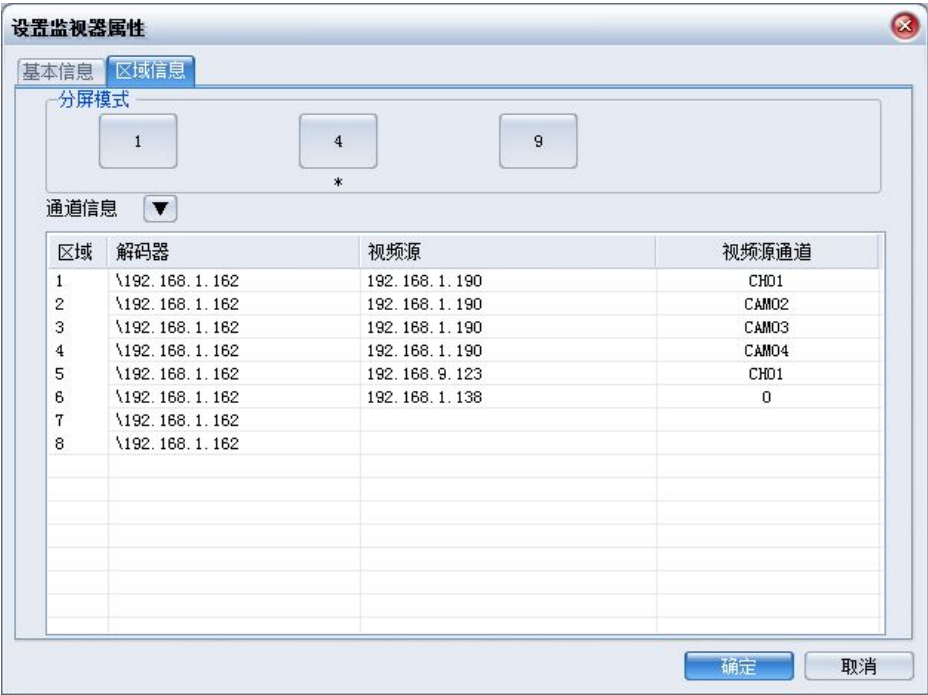 设置监视器属性
基本信息 区域信息
分屏模式
1 4 9
*
通道信息 ▼
区域 解码器 视频源 视频源通道
1 \192.168.1.162 192.168.1.190 CH01
2 \192.168.1.162 192.168.1.190 CAM02
3 \192.168.1.162 192.168.1.190 CAM03
4 \192.168.1.162 192.168.1.190 CAM04
5 \192.168.1.162 192.168.9.123 CH01
6 \192.168.1.162 192.168.1.138 0
7 \192.168.1.162
8 \192.168.1.162
确定 取消